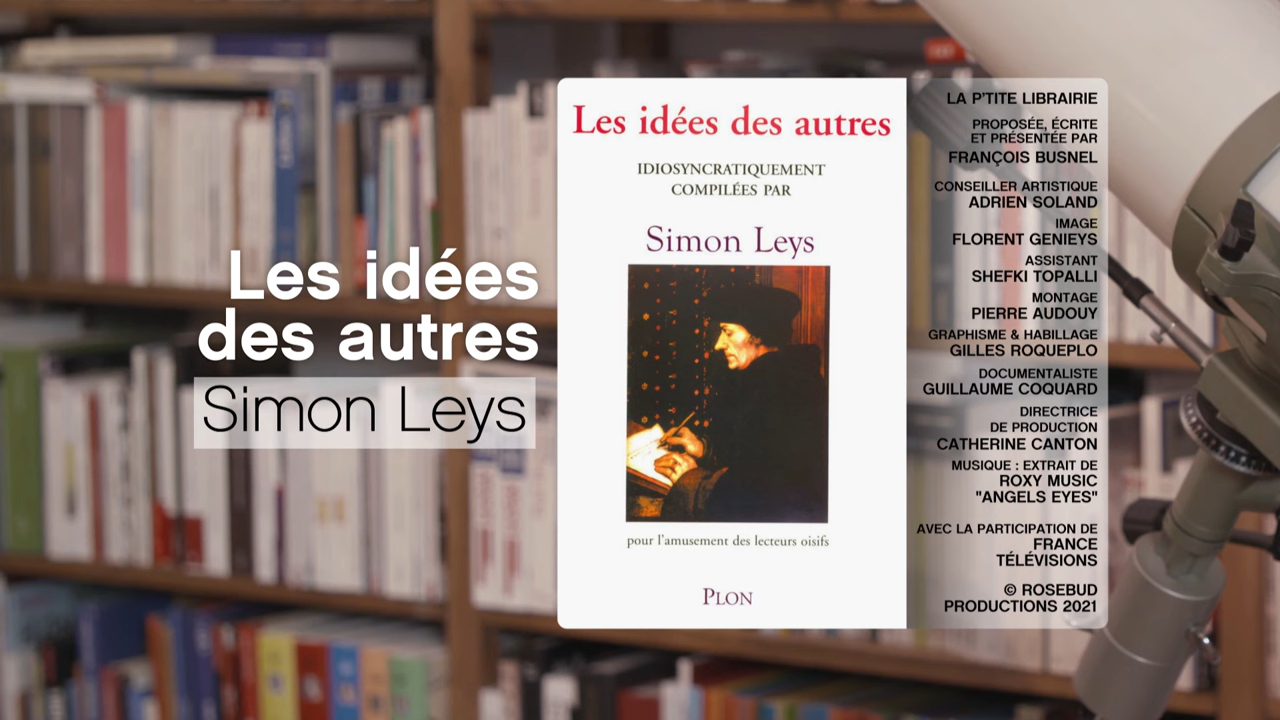 Les idées
des autres
Simon Leys
Les idées des autres
IDIOSYNCRATIQUEMENT
COMPILÉES PAR
Simon Leys
pour l'amusement des lecteurs oisifs
PLON
LA P'TITE LIBRAIRIE
PROPOSÉE, ÉCRITE
ET PRÉSENTÉE PAR
FRANÇOIS BUSNEL
CONSEILLER ARTISTIQUE
ADRIEN SOLAND
IMAGE
FLORENT GENIEYS
ASSISTANT
SHEFKI TOPALLI
MONTAGE
PIERRE AUDOUY
GRAPHISME & HABILLAGE
GILLES ROQUEPLO
DOCUMENTALISTE
GUILLAUME COQUARD
DIRECTRICE
DE PRODUCTION
CATHERINE CANTON
MUSIQUE : EXTRAIT DE
ROXY MUSIC
"ANGELS EYES"
AVEC LA PARTICIPATION DE
FRANCE
TÉLÉVISIONS
© ROSEBUD
PRODUCTIONS 2021